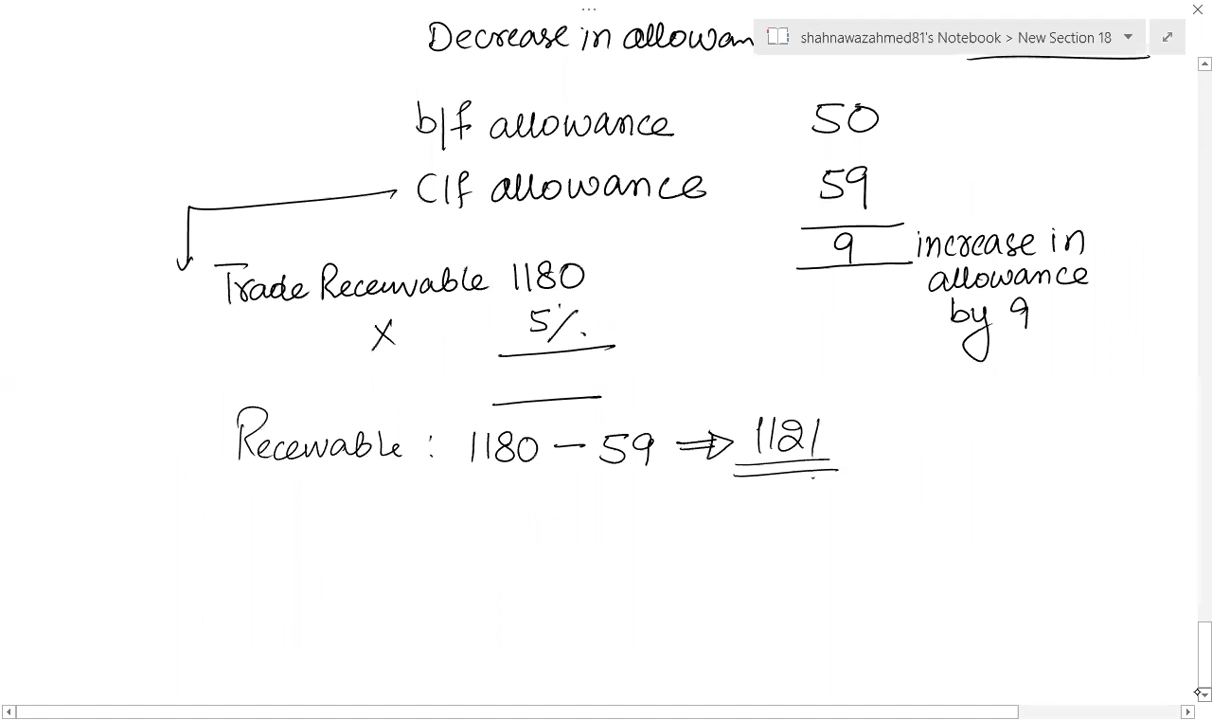 Decrease in allowan
shahnawazahmed81's Notebook > New Section 18
b/f allowance 50
C/f allowances 59
9 increase in
allowance
by 9
Trade Receivable 1180
X 5%.
Receivable : 1180 - 59 ⇒ 1121